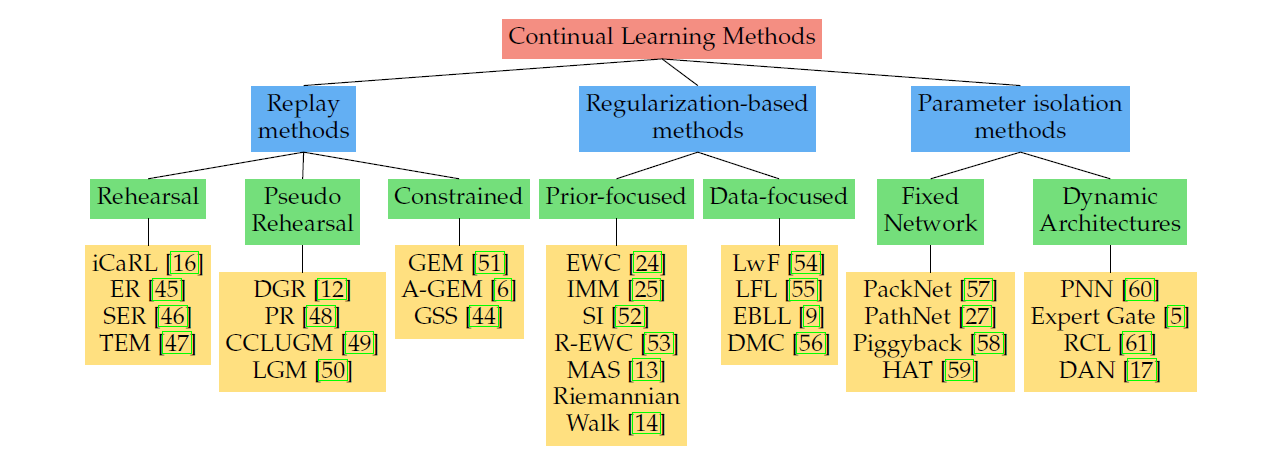 Continual Learning Methods
Replay
methods
Regularization-based
methods
Parameter isolation
methods
Rehearsal
Pseudo
Rehearsal
Constrained
Prior-focused
Data-focused
Fixed
Network
Dynamic
Architectures
iCaRL [16]
ER [45]
SER [46]
TEM [47]
DGR [12]
PR [48]
CCLUGM [49]
LGM [50]
GEM [51]
A-GEM [6]
GSS [44]
EWC [24]
IMM [25]
SI [52]
R-EWC [53]
MAS [13]
Riemannian
Walk [14]
LwF [54]
LFL [55]
EBLL [9]
DMC [56]
PackNet [57]
PathNet [27]
Piggyback [58]
HAT [59]
PNN [60]
Expert Gate [5]
RCL [61]
DAN [17]